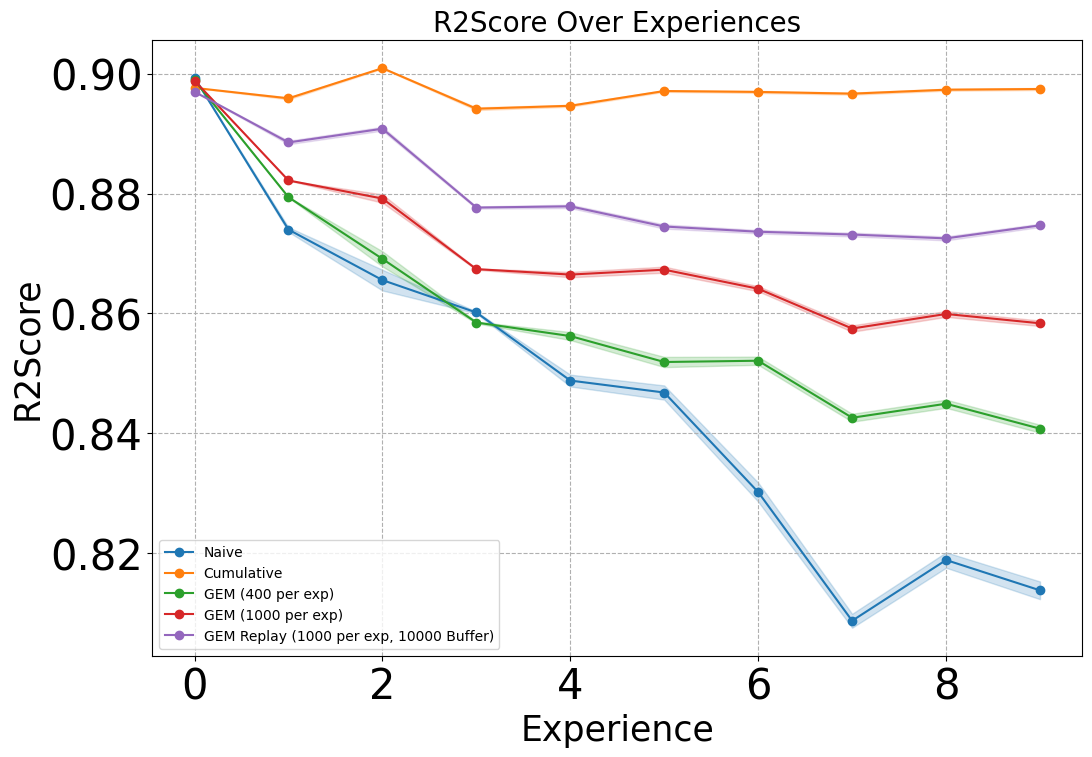 R2Score Over Experiences
R2Score
0.90
0.88
0.86
0.84
0.82
Naive
Cumulative
GEM (400 per exp)
GEM (1000 per exp)
GEM Replay (1000 per exp, 10000 Buffer)
0 2 4 6 8
Experience